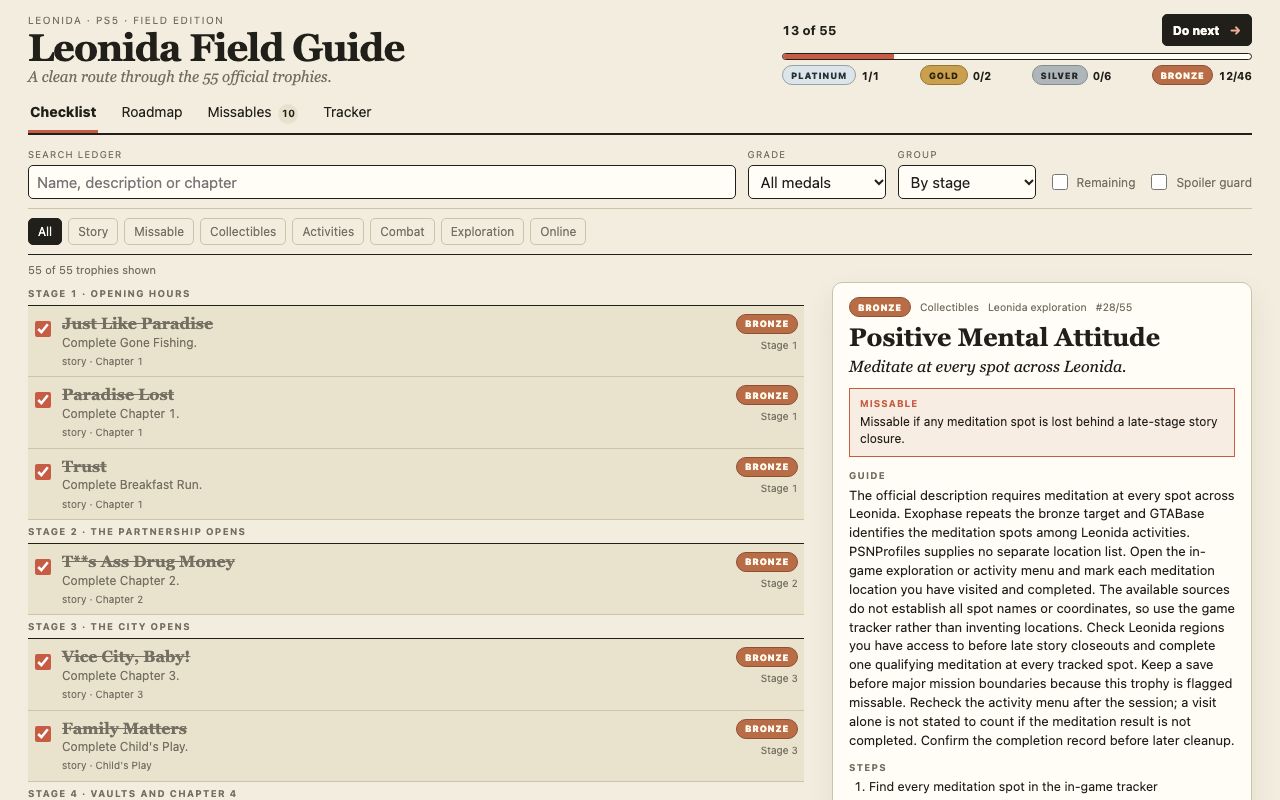 LEONIDA · PS5 · FIELD EDITION
Leonida Field Guide
A clean route through the 55 official trophies.
13 of 55
Do next →
PLATINUM 1/1
GOLD 0/2
SILVER 0/6
BRONZE 12/46
Checklist
Roadmap
Missables 10
Tracker
SEARCH LEDGER
Name, description or chapter
GRADE
All medals
GROUP
By stage
Remaining
Spoiler guard
All
Story
Missable
Collectibles
Activities
Combat
Exploration
Online
55 of 55 trophies shown
STAGE 1 · OPENING HOURS
Just Like Paradise
Complete Gone Fishing.
story · Chapter 1
BRONZE
Stage 1
Paradise Lost
Complete Chapter 1.
story · Chapter 1
BRONZE
Stage 1
Trust
Complete Breakfast Run.
story · Chapter 1
BRONZE
Stage 1
STAGE 2 · THE PARTNERSHIP OPENS
T**s Ass Drug Money
Complete Chapter 2.
story · Chapter 2
BRONZE
Stage 2
STAGE 3 · THE CITY OPENS
Vice City, Baby!
Complete Chapter 3.
story · Chapter 3
BRONZE
Stage 3
Family Matters
Complete Child's Play.
story · Child's Play
BRONZE
Stage 3
STAGE 4 · VAULTS AND CHAPTER 4
BRONZE Collectibles Leonida exploration #28/55
Positive Mental Attitude
Meditate at every spot across Leonida.
MISSABLE
Missable if any meditation spot is lost behind a late-stage story
closure.
GUIDE
The official description requires meditation at every spot across
Leonida. Exophase repeats the bronze target and GTABase
identifies the meditation spots among Leonida activities.
PSNProfiles supplies no separate location list. Open the in-
game exploration or activity menu and mark each meditation
location you have visited and completed. The available sources
do not establish all spot names or coordinates, so use the game
tracker rather than inventing locations. Check Leonida regions
you have access to before late story closeouts and complete
one qualifying meditation at every tracked spot. Keep a save
before major mission boundaries because this trophy is flagged
missable. Recheck the activity menu after the session; a visit
alone is not stated to count if the meditation result is not
completed. Confirm the completion record before later cleanup.
STEPS
1. Find every meditation spot in the in-game tracker